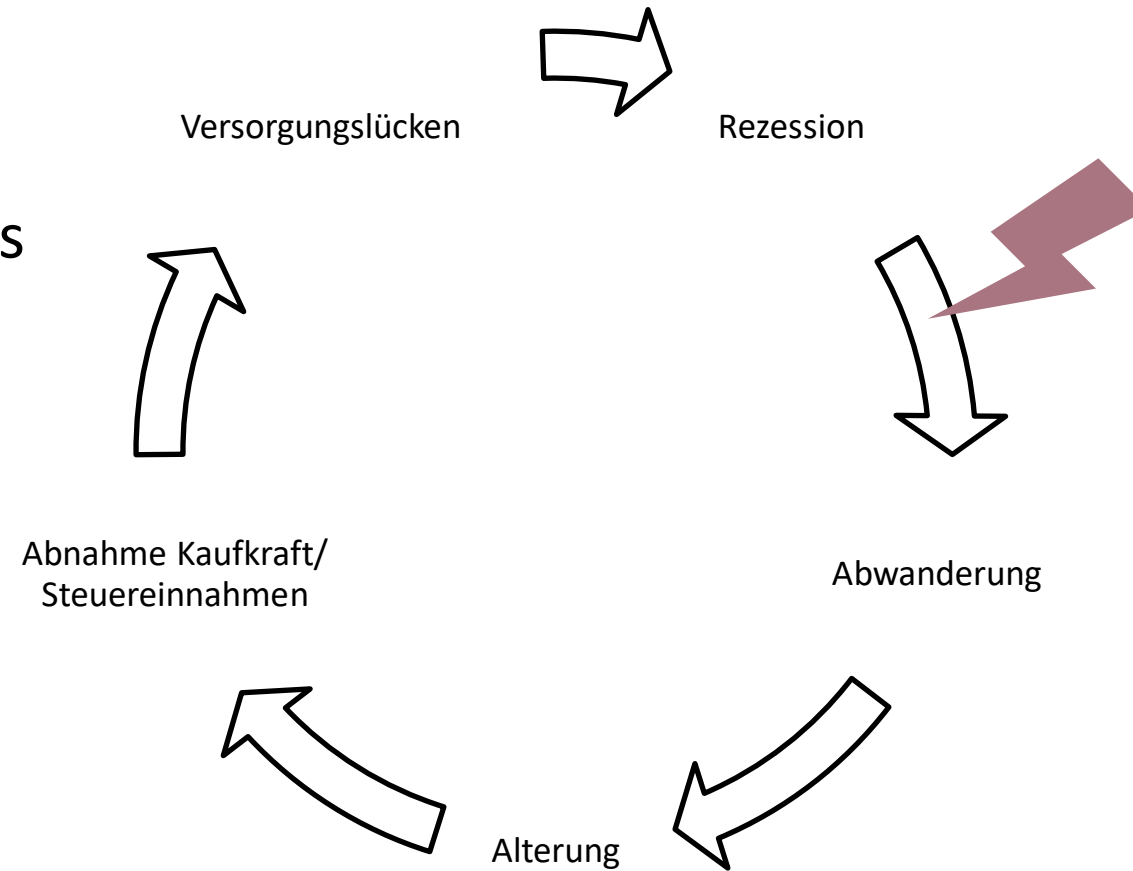 Versorgungslücken
Rezession
s
Abnahme Kaufkraft/
Steuereinnahmen
Abwanderung
Alterung